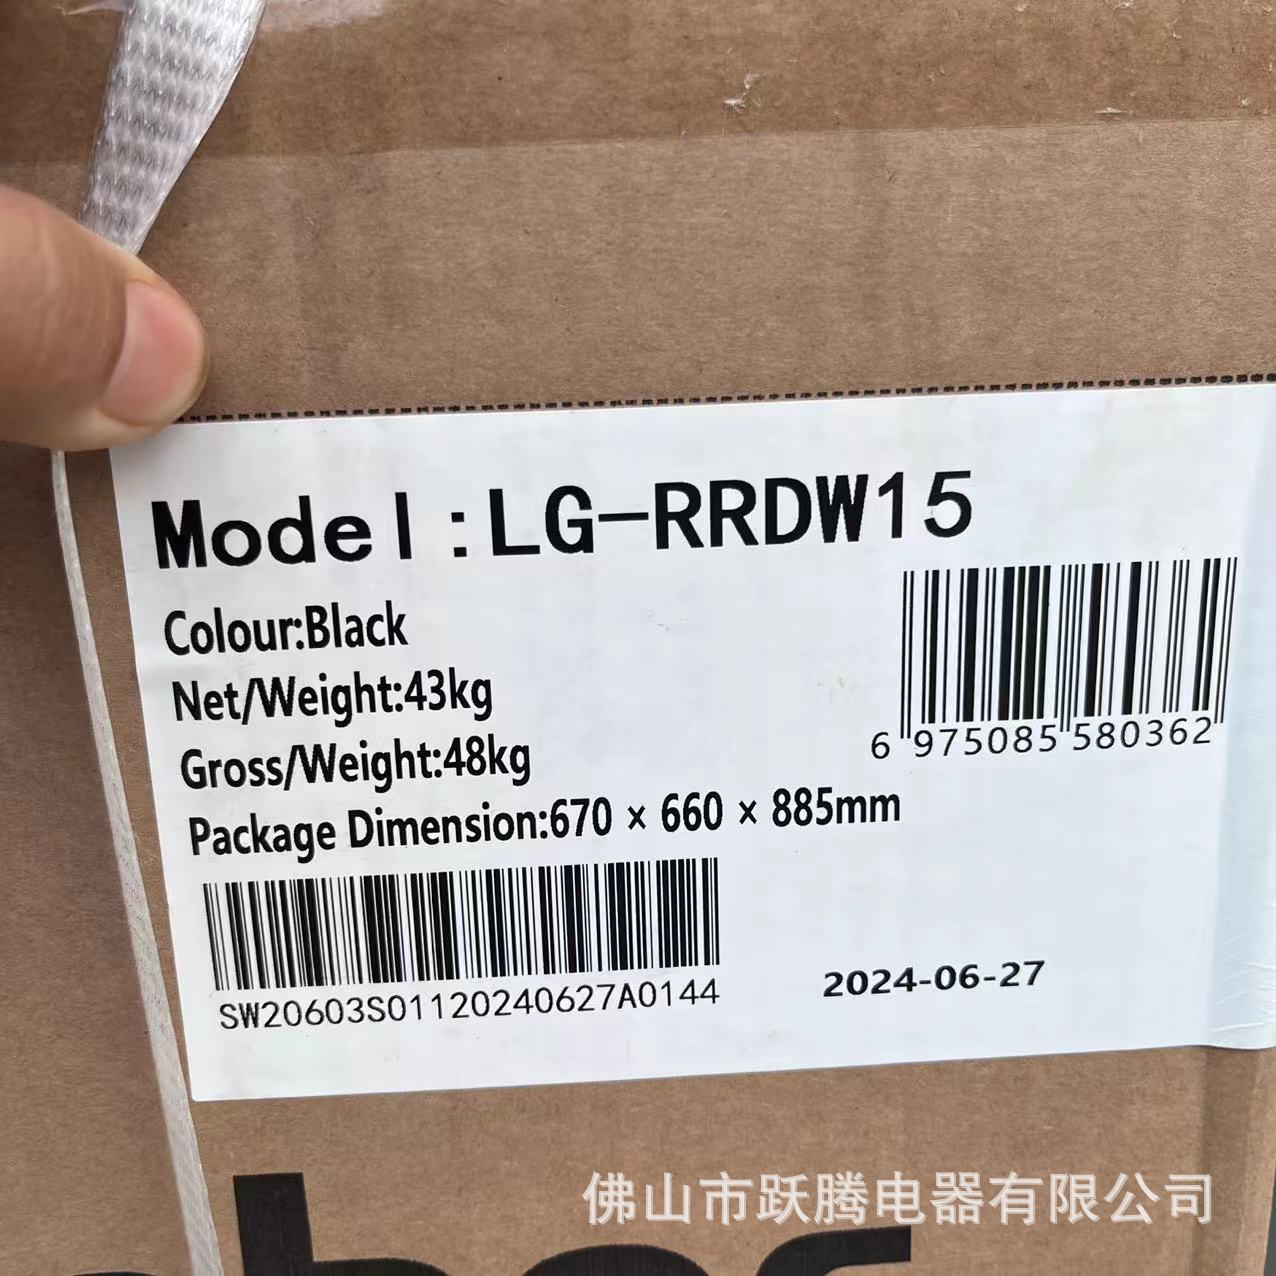 Model:LG-RRDW15
Colour:Black
Net/Weight:43kg
Gross/Weight:48kg
6 975085 580362
Package Dimension:670 × 660 × 885mm
SW20603S01120240627A0144
2024-06-27
佛山市跃腾电器有限公司